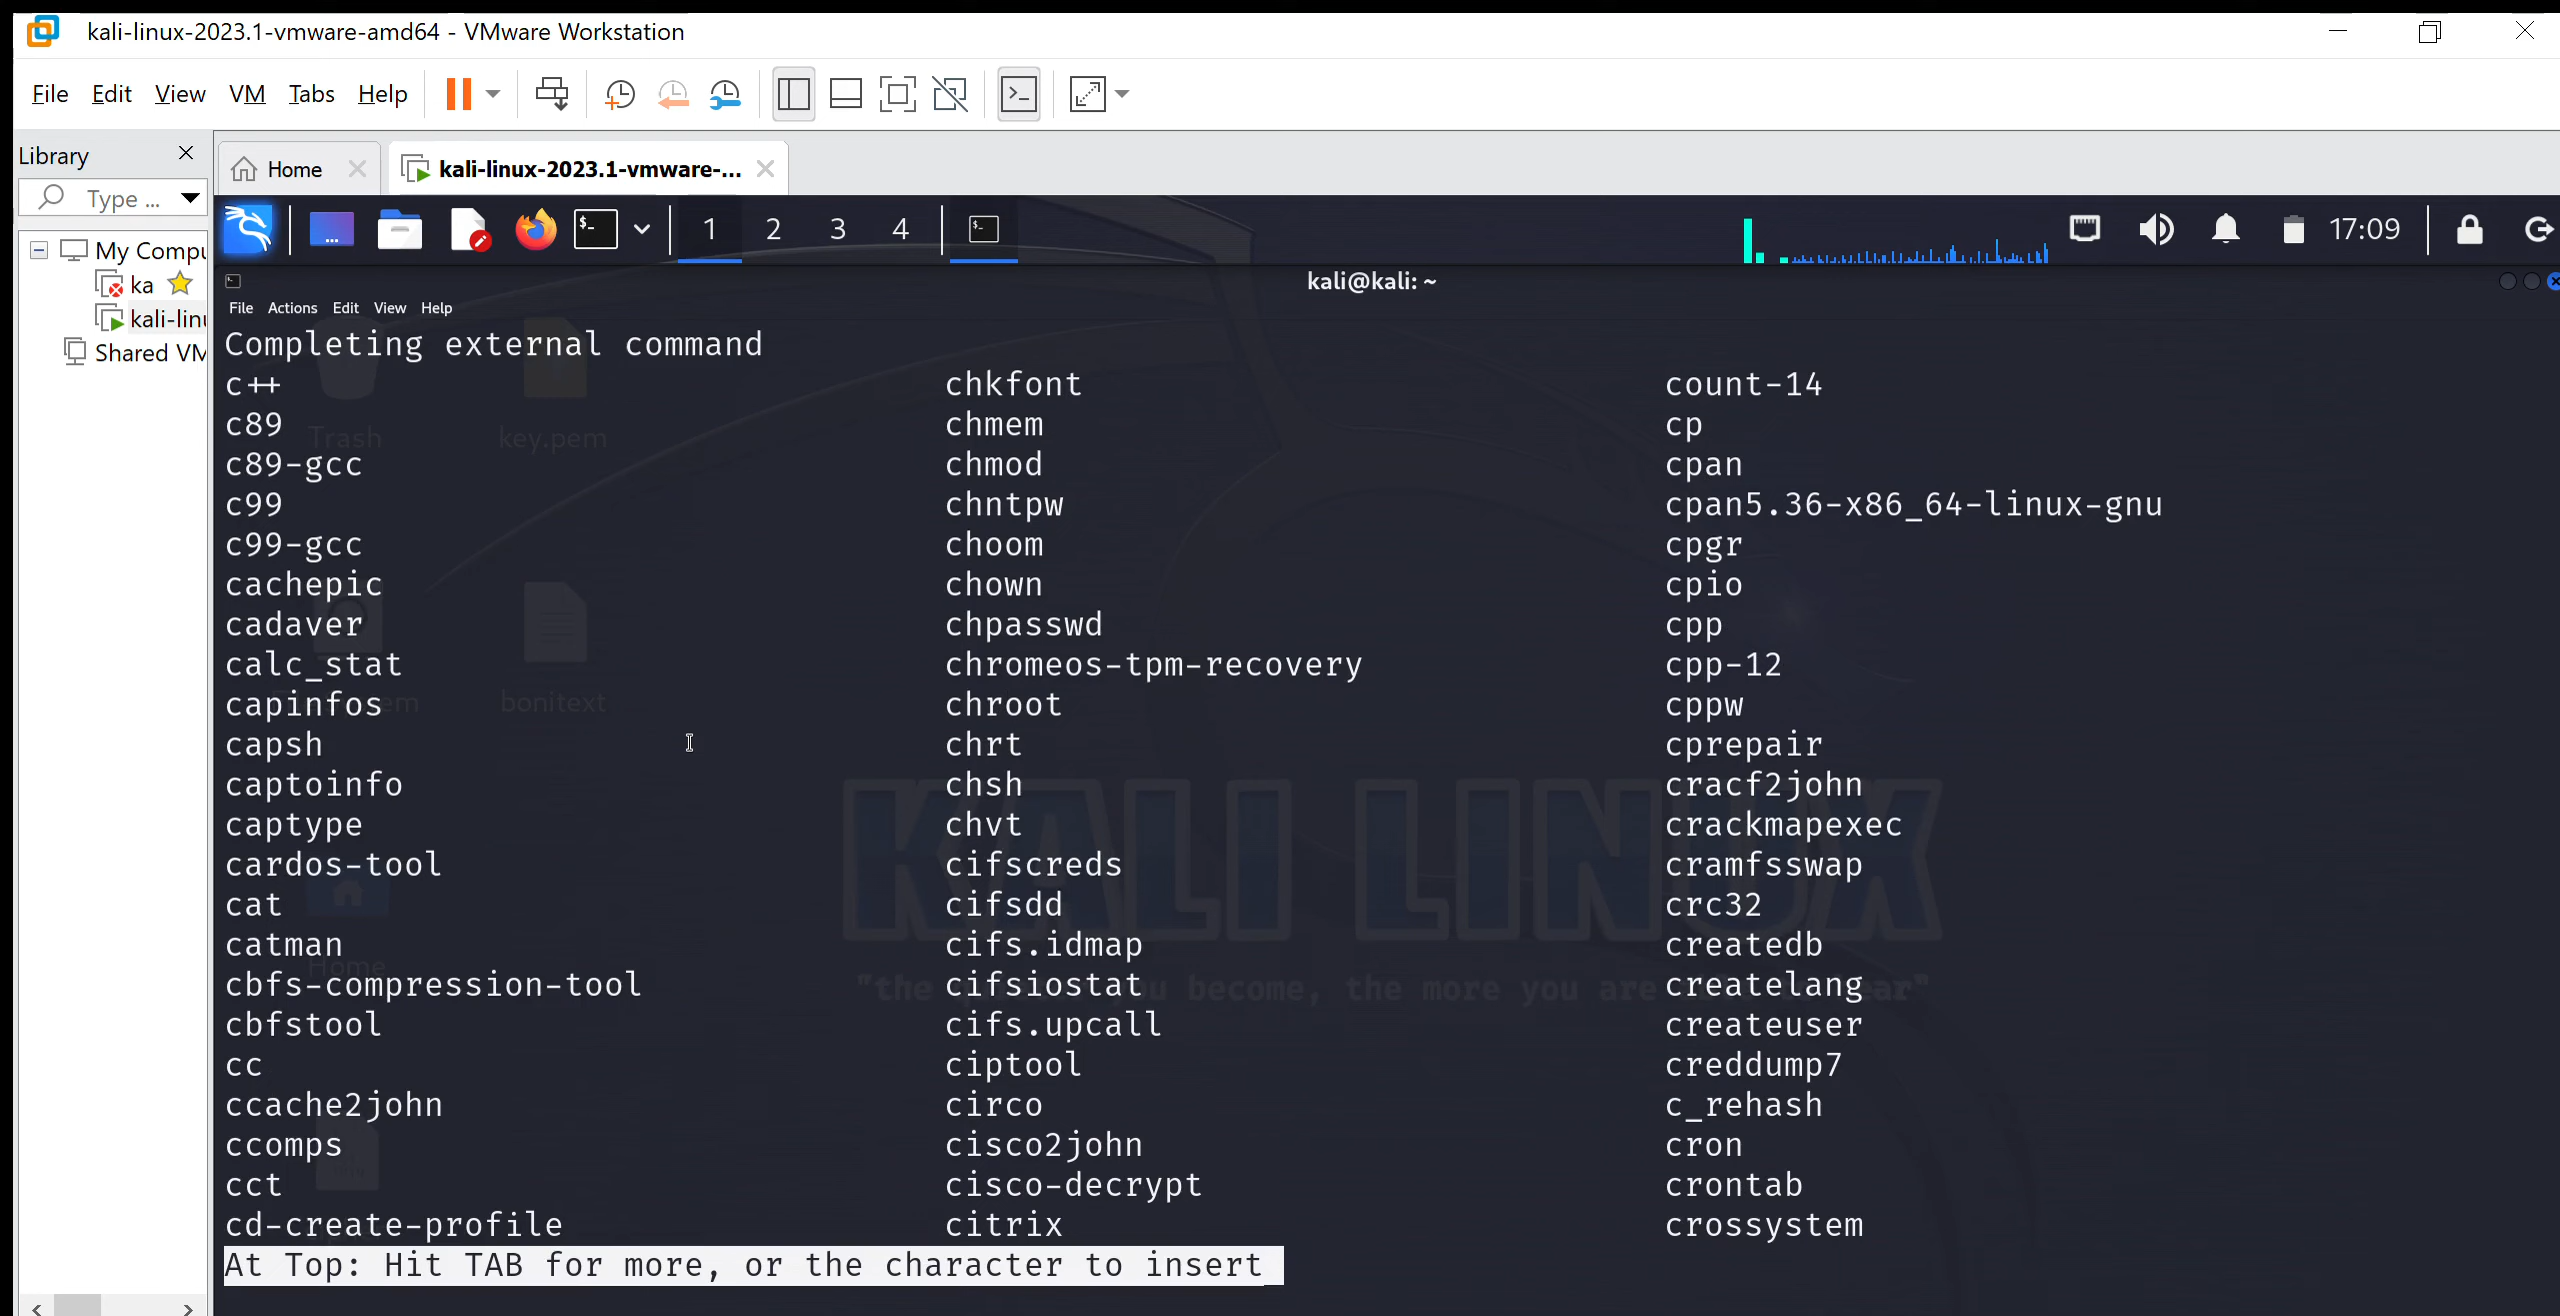 kali-linux-2023.1-vmware-amd64 - VMware Workstation
File Edit View VM Tabs Help
Library
Home
kali-linux-2023.1-vmware-...
Type ...
1 2 3 4
17:09
My Compu
ka
kali-linu
Shared VM
kali@kali: ~
File Actions Edit View Help
Completing external command
c++ chkfont count-14
c89 chmem cp
c89-gcc chmod cpan
c99 chntpw cpan5.36-x86_64-linux-gnu
c99-gcc choom cpgr
cachepic chown cpio
cadaver chpasswd cpp
calc_stat chromeos-tpm-recovery cpp-12
capinfos chroot cppw
capsh chrt cprepair
captoinfo chsh cracf2john
captype chvt crackmapexec
cardos-tool cifscreds cramfsswap
cat cifsdd crc32
catman cifs.idmap createdb
cbfs-compression-tool cifsiostat createlang
cbfstool cifs.upcall createuser
cc ciptool creddump7
ccache2john circo c_rehash
ccomps cisco2john cron
cct cisco-decrypt crontab
cd-create-profile citrix crossystem
At Top: Hit TAB for more, or the character to insert
Trash
key.pem
bonitext
Home
KALI LINUX
"the become, the more you are